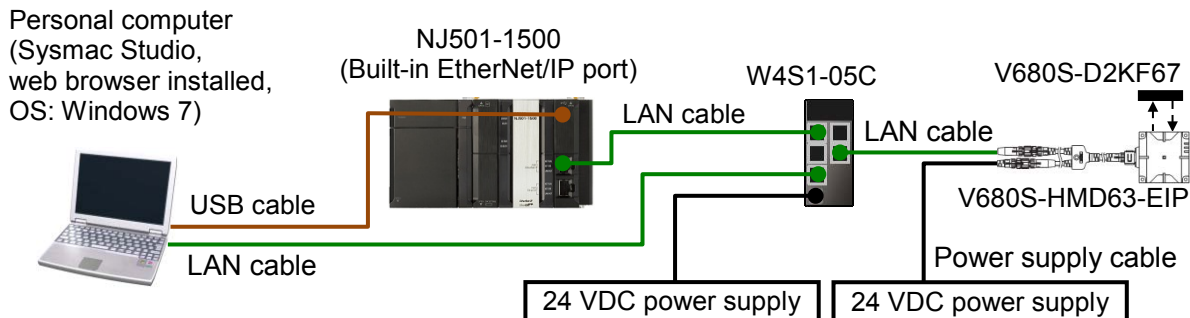 Personal computer
(Sysmac Studio,
web browser installed,
OS: Windows 7)
NJ501-1500
(Built-in EtherNet/IP port)
W4S1-05C
V680S-D2KF67
LAN cable
LAN cable
NJ501-1500
USB cable
V680S-HMD63-EIP
LAN cable
Power supply cable
24 VDC power supply
24 VDC power supply